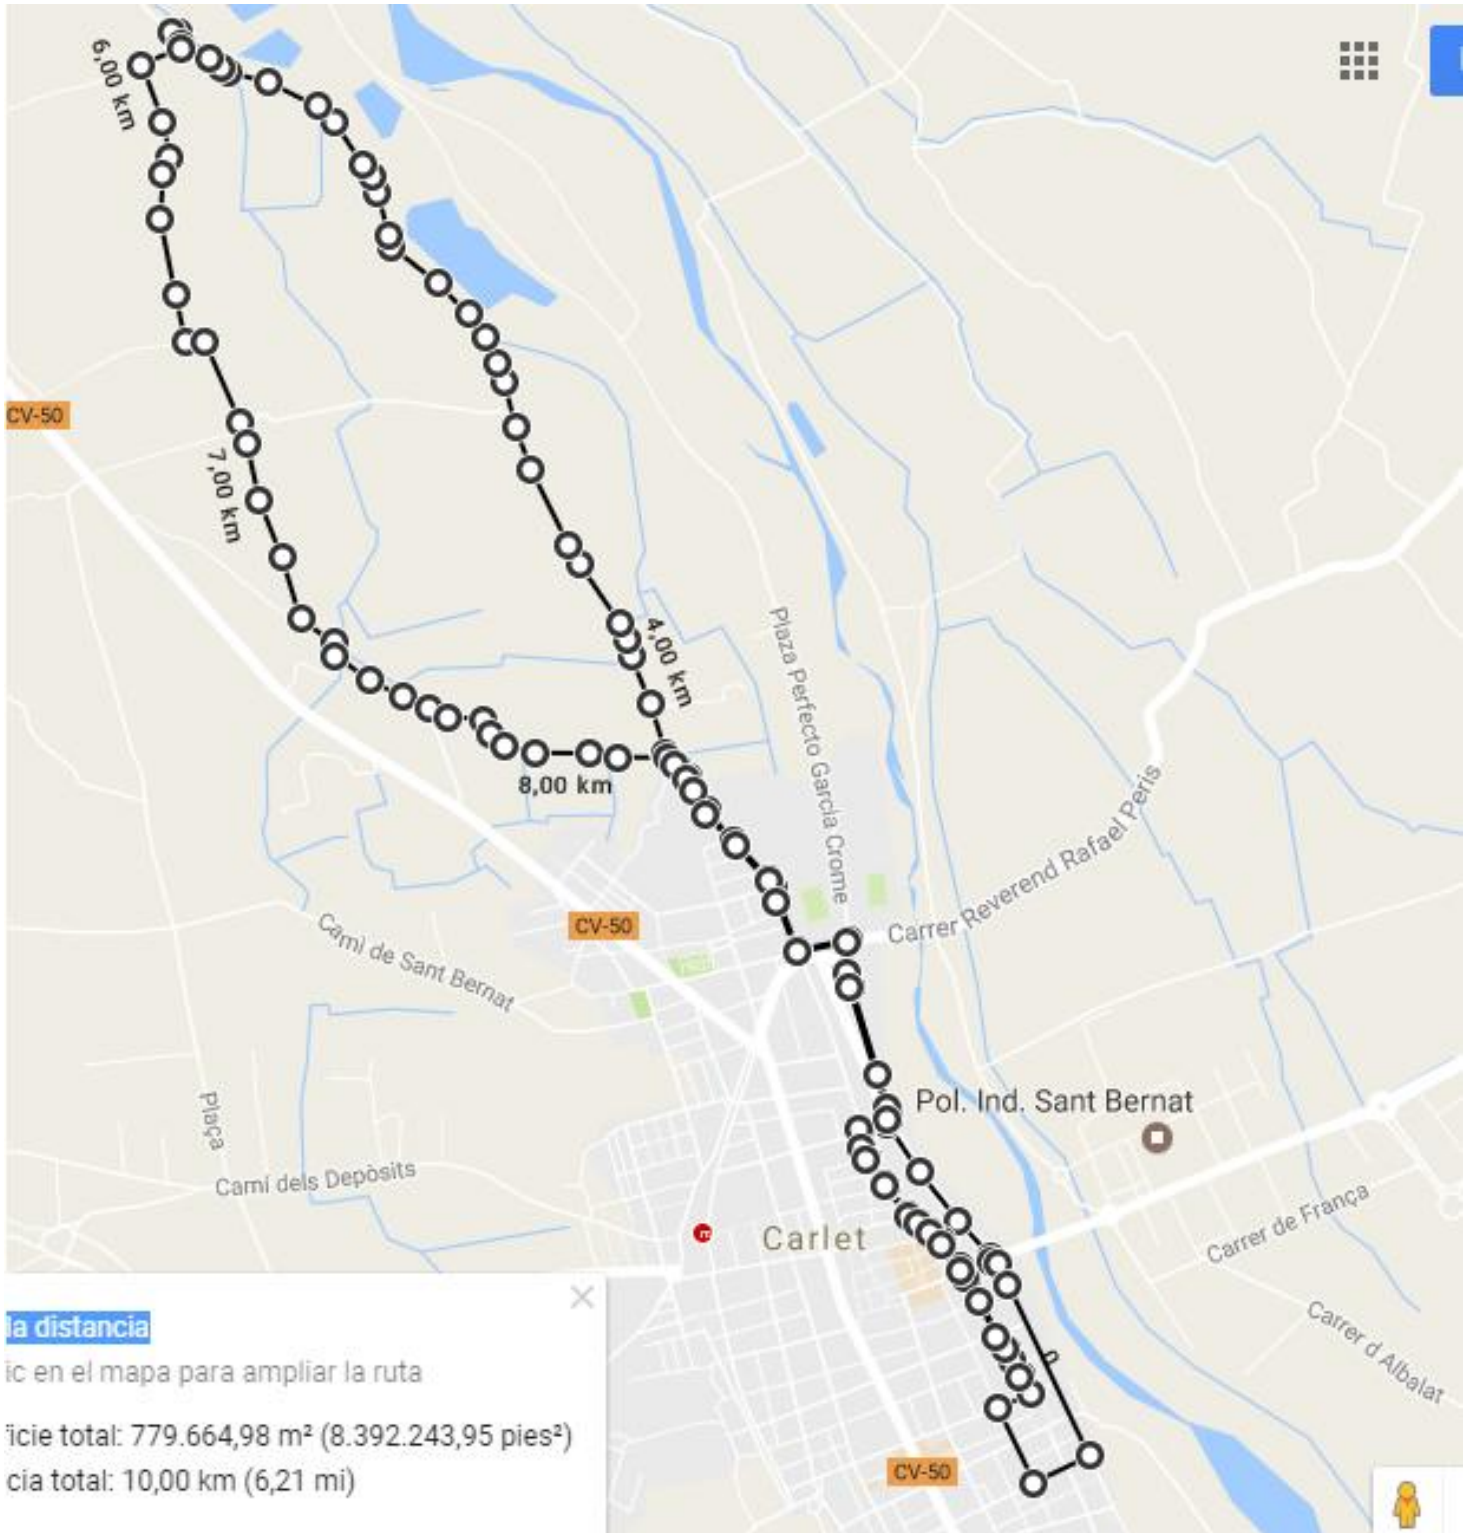 6,00 km
CV-50
7,00 km
4,00 km
Plaza Perfecto García Crome
8,00 km
Carrer Reverend Rafael Peris
CV-50
Camí de Sant Bernat
Plaça
Pol. Ind. Sant Bernat
Camí dels Depòsits
Carrer de França
Carlet
la distancia
Carrer d'Albalat
ic en el mapa para ampliar la ruta
icie total: 779.664,98 m² (8.392.243,95 pies²)
cia total: 10,00 km (6,21 mi)
CV-50